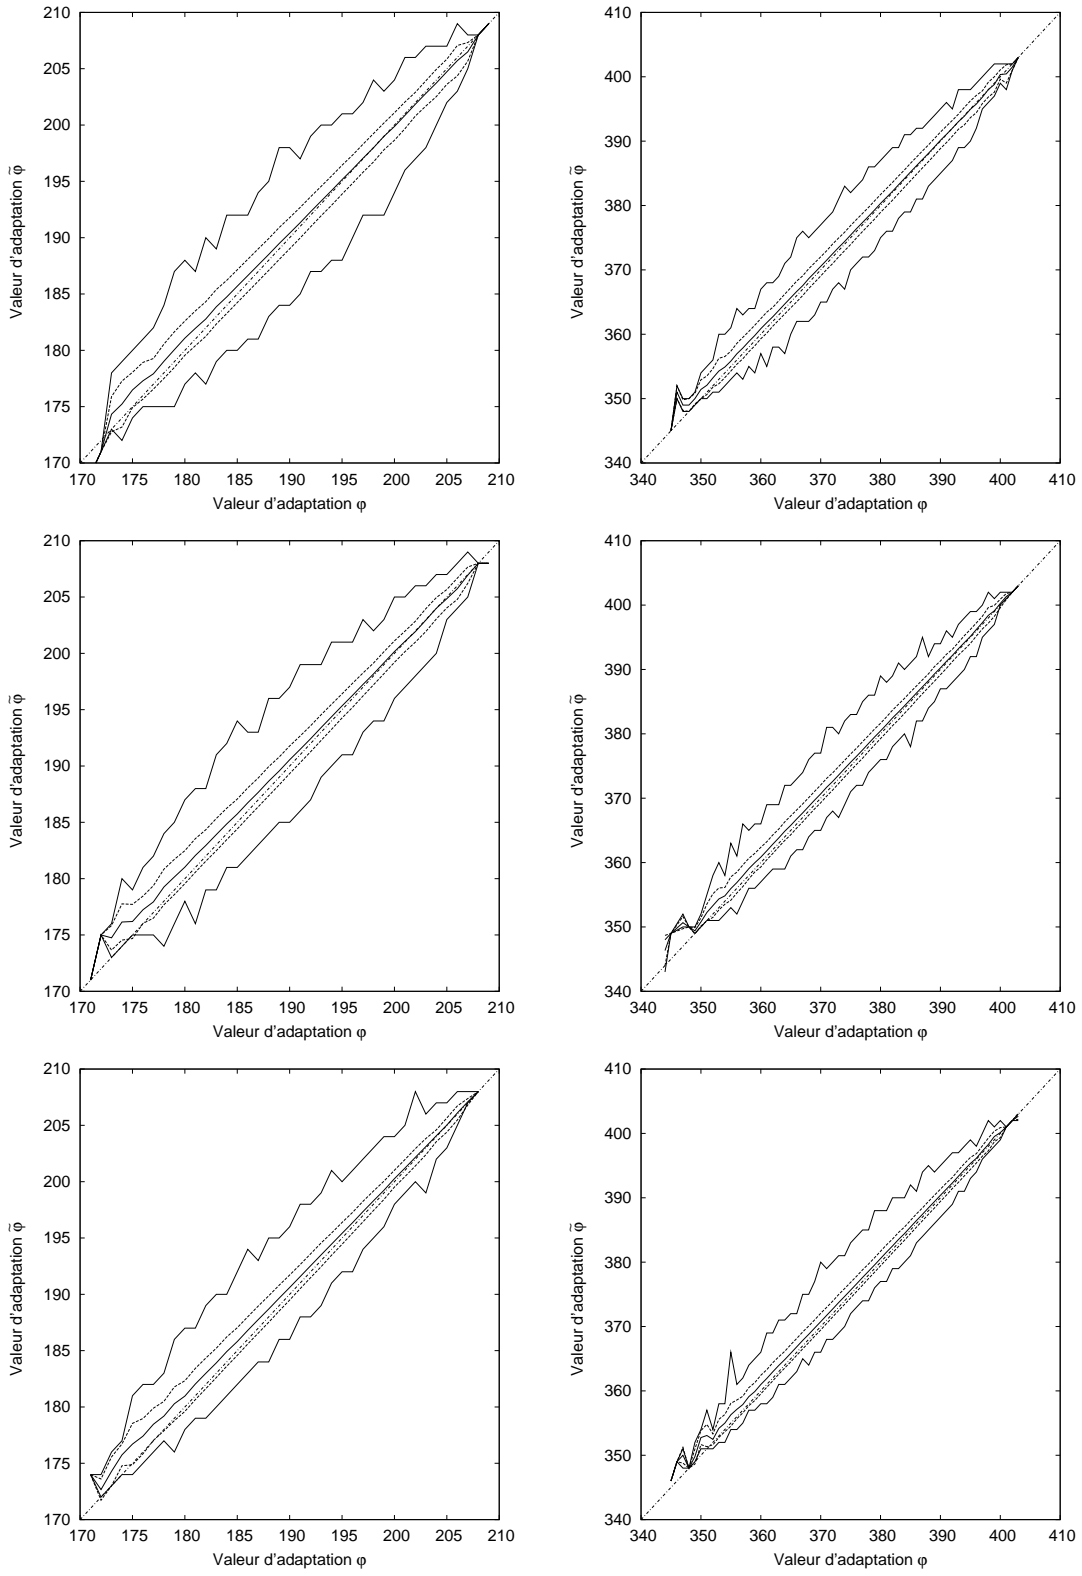 Valeur d'adaptation φ̃
210
205
200
195
190
185
180
175
170
170 175 180 185 190 195 200 205 210
Valeur d'adaptation φ
Valeur d'adaptation φ̃
410
400
390
380
370
360
350
340
340 350 360 370 380 390 400 410
Valeur d'adaptation φ
Valeur d'adaptation φ̃
210
205
200
195
190
185
180
175
170
170 175 180 185 190 195 200 205 210
Valeur d'adaptation φ
Valeur d'adaptation φ̃
410
400
390
380
370
360
350
340
340 350 360 370 380 390 400 410
Valeur d'adaptation φ
Valeur d'adaptation φ̃
210
205
200
195
190
185
180
175
170
170 175 180 185 190 195 200 205 210
Valeur d'adaptation φ
Valeur d'adaptation φ̃
410
400
390
380
370
360
350
340
340 350 360 370 380 390 400 410
Valeur d'adaptation φ